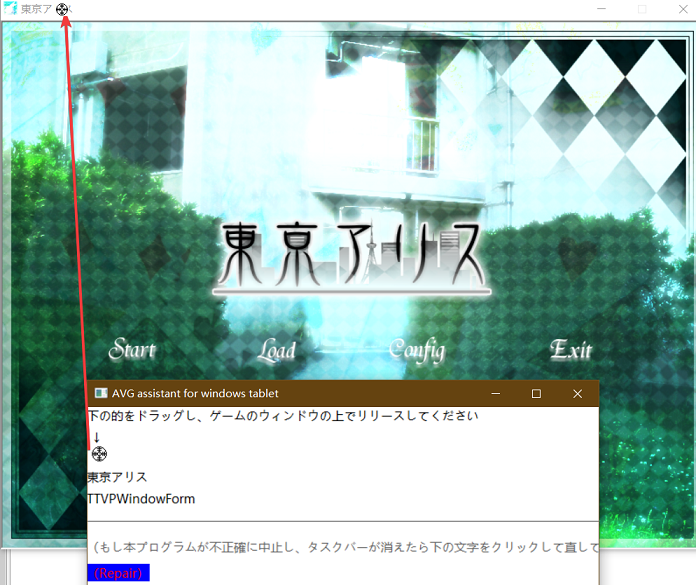 東京ア ス
東京アリス
Start Load Config Exit
AVG assistant for windows tablet
下の的をドラッグし、ゲームのウィンドウの上でリリースしてください
↓
東京アリス
TTVPWindowForm
（もし本プログラムが不正確に中止し、タスクバーが消えたら下の文字をクリックして直して
(Repair)